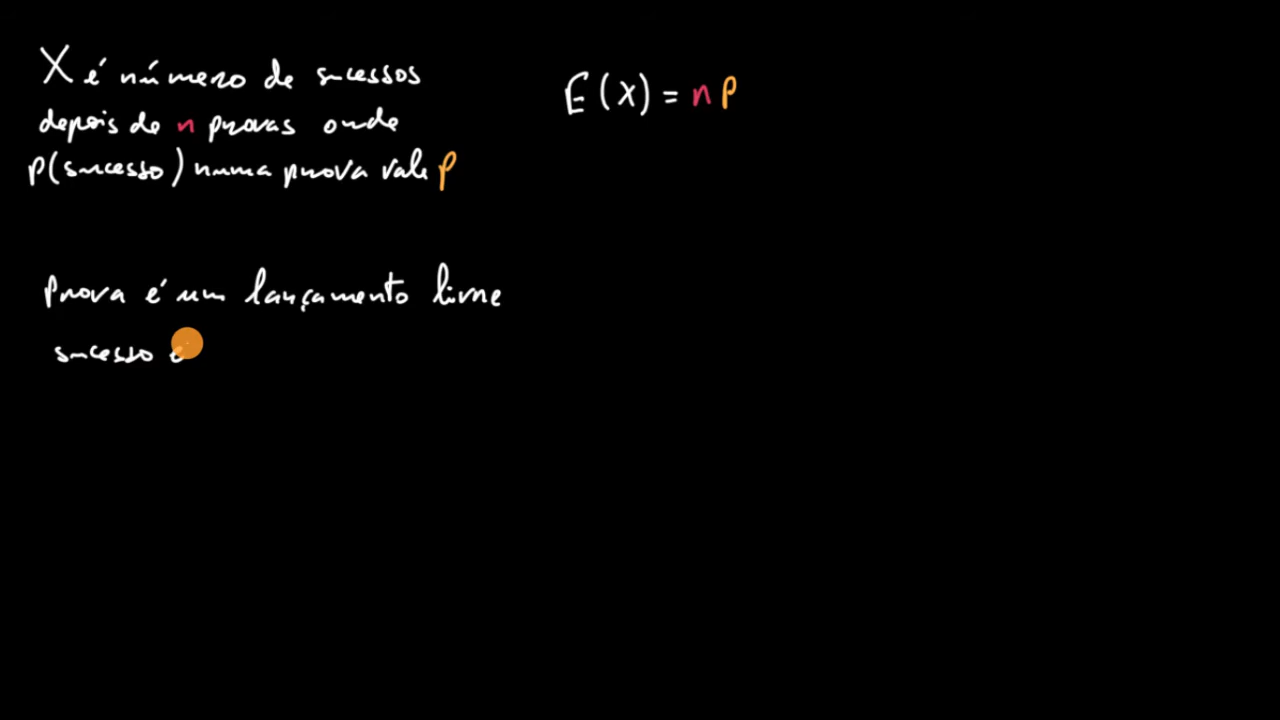 X é número de sucessos
depois de n provas onde
P(sucesso) numa prova vale p
E(X) = np
Prova é um lançamento livre
sucesso